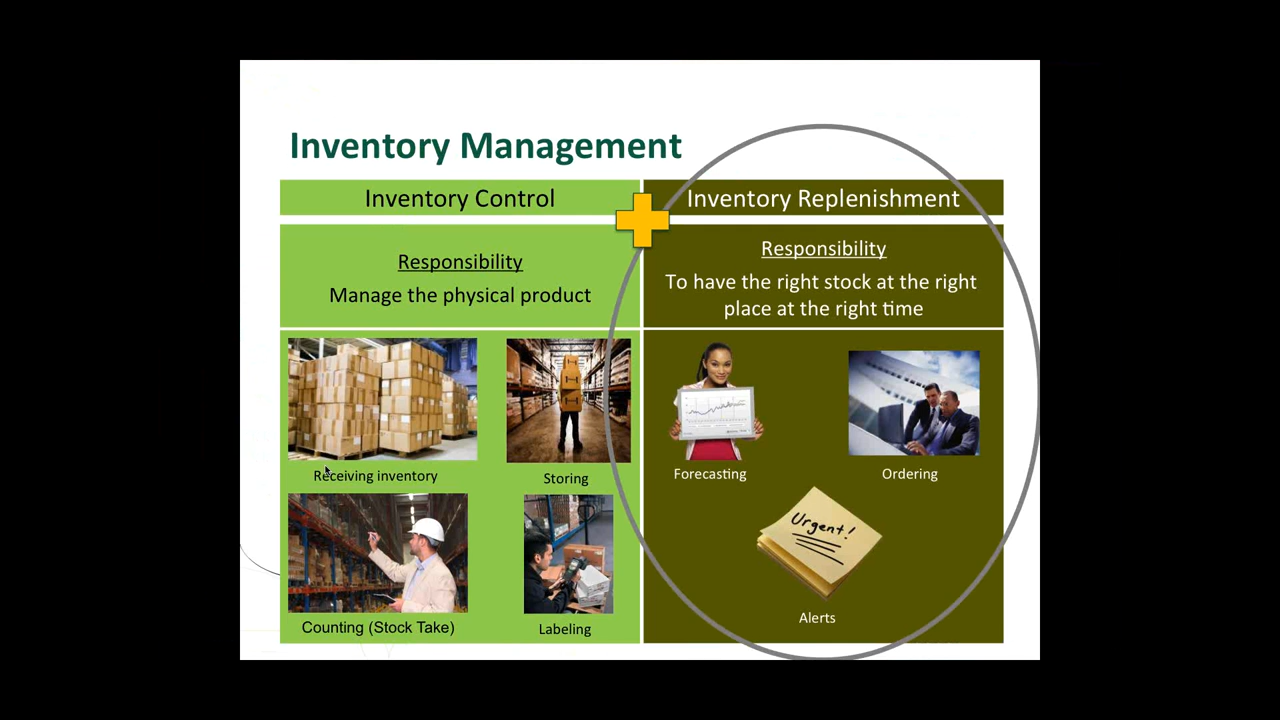 Inventory Management
Inventory Control
Inventory Replenishment
Responsibility
Manage the physical product
Responsibility
To have the right stock at the right
place at the right time
Receiving inventory
Storing
Counting (Stock Take)
Labeling
Forecasting
Ordering
Urgent!
Alerts